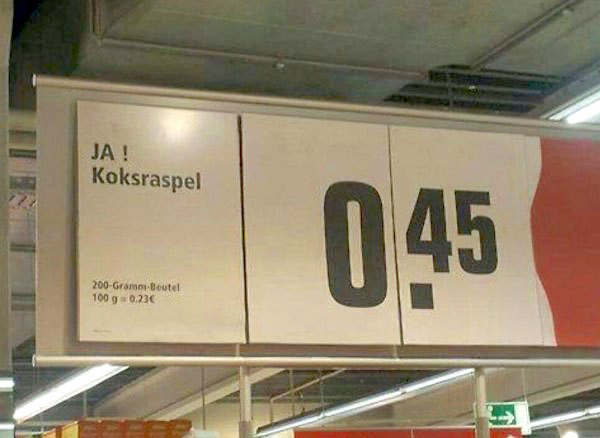 JA !
Koksraspel
0.45
200-Gramm-Beutel
100 g = 0.23€